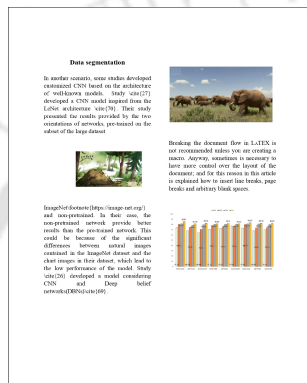 Data segmentation
In another scenario, some studies developed
customized CNN based on the architecture
of well-known models. Study \cite{27}
developed a CNN model inspired from the
LeNet architecture \cite{70}. Their study
presented the results provided by the two
orientations of networks, pre-trained on the
subset of the large dataset
ImageNet\footnote{https://image-net.org/}
and non-pretrained. In their case, the
non-pretrained network provide better
results than the pre-trained network. This
could be because of the significant
differences between natural images
contained in the ImageNet dataset and the
chart images in their dataset, which lead to
the low performance of the model. Study
\cite{26} developed a model considering
CNN and Deep belief
networks(DBNs)\cite{69}.
Breaking the document flow in LaTEX is
not recommended unless you are creating a
macro. Anyway, sometimes is necessary to
have more control over the layout of the
document; and for this reason in this article
is explained how to insert line breaks, page
breaks and arbitrary blank spaces.